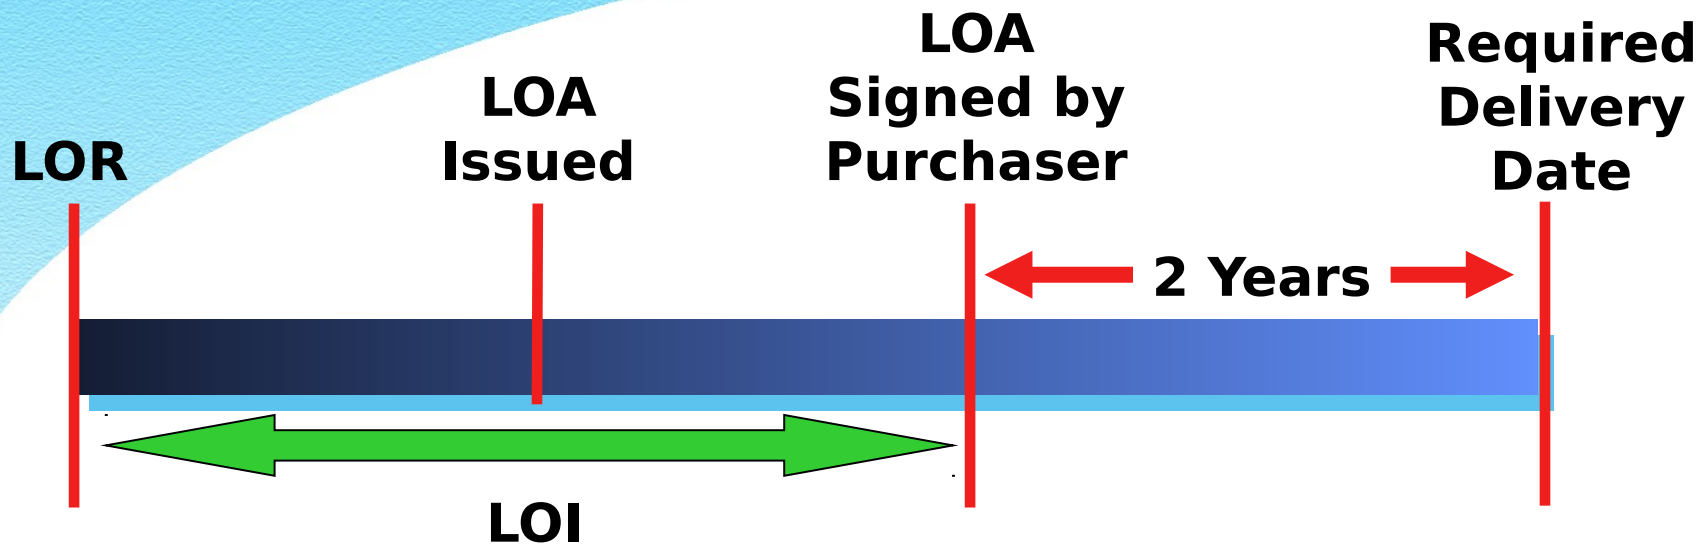 LOR
LOA
Issued
LOA
Signed by
Purchaser
Required
Delivery
Date
2 Years
LOI